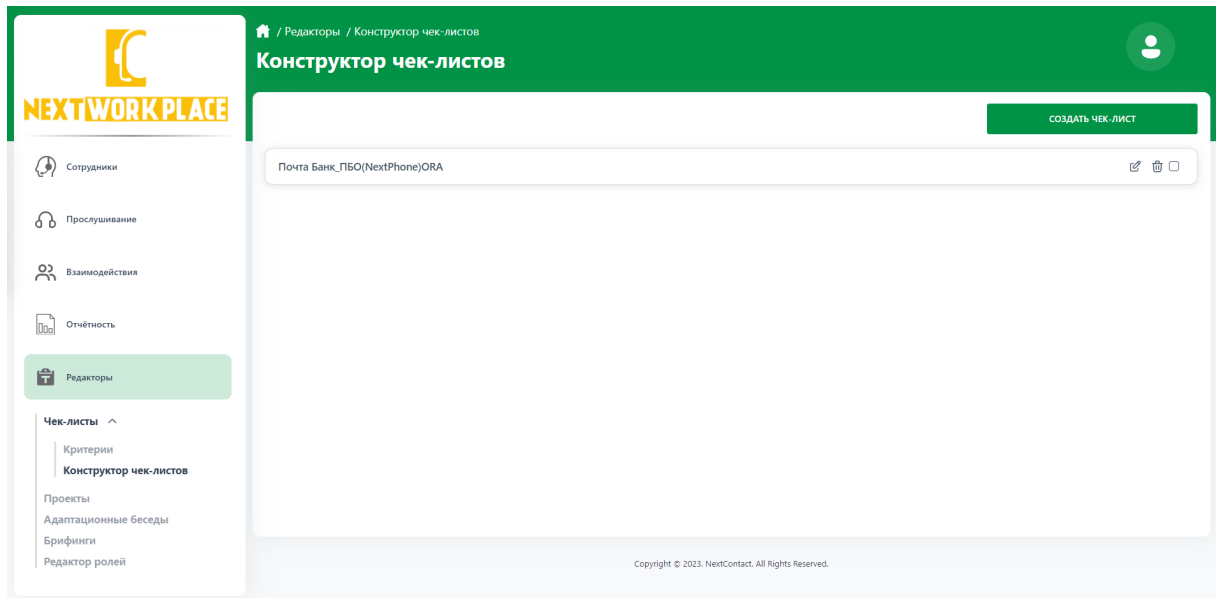 NEXTWORKPLACE
Сотрудники
Прослушивание
Взаимодействия
Отчётность
Редакторы
Чек-листы
Критерии
Конструктор чек-листов
Проекты
Адаптационные беседы
Брифинги
Редактор ролей
/ Редакторы / Конструктор чек-листов
Конструктор чек-листов
СОЗДАТЬ ЧЕК-ЛИСТ
Почта Банк_ПБО(NextPhone)ORA
Copyright © 2023. NextContact. All Rights Reserved.